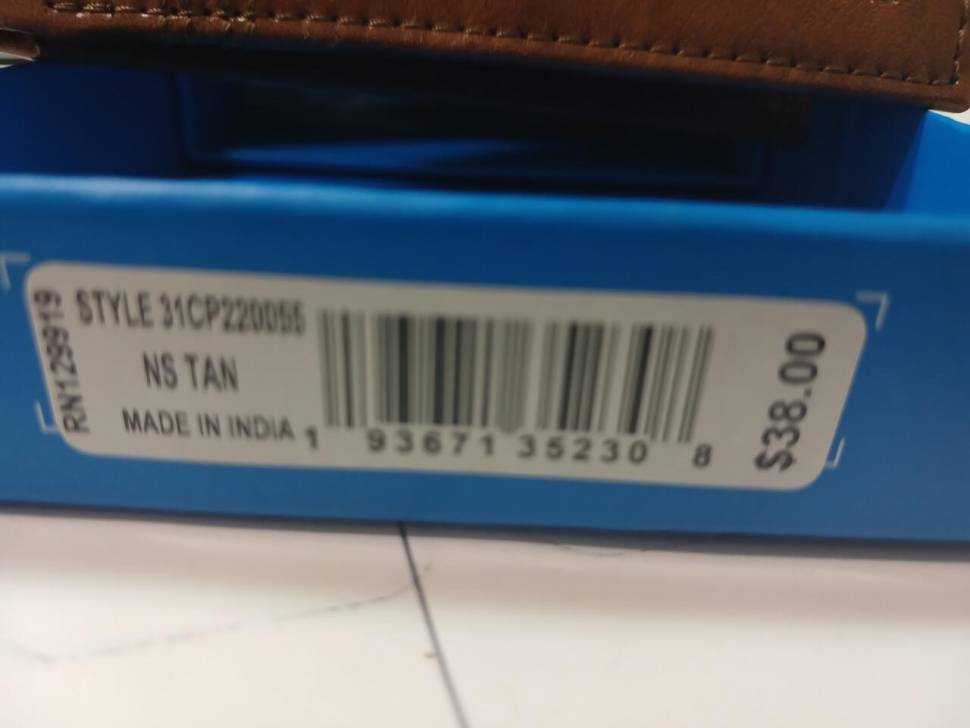 RN129919
STYLE 31CP220055
NS TAN
MADE IN INDIA
1 93671 35230 8
$38.00